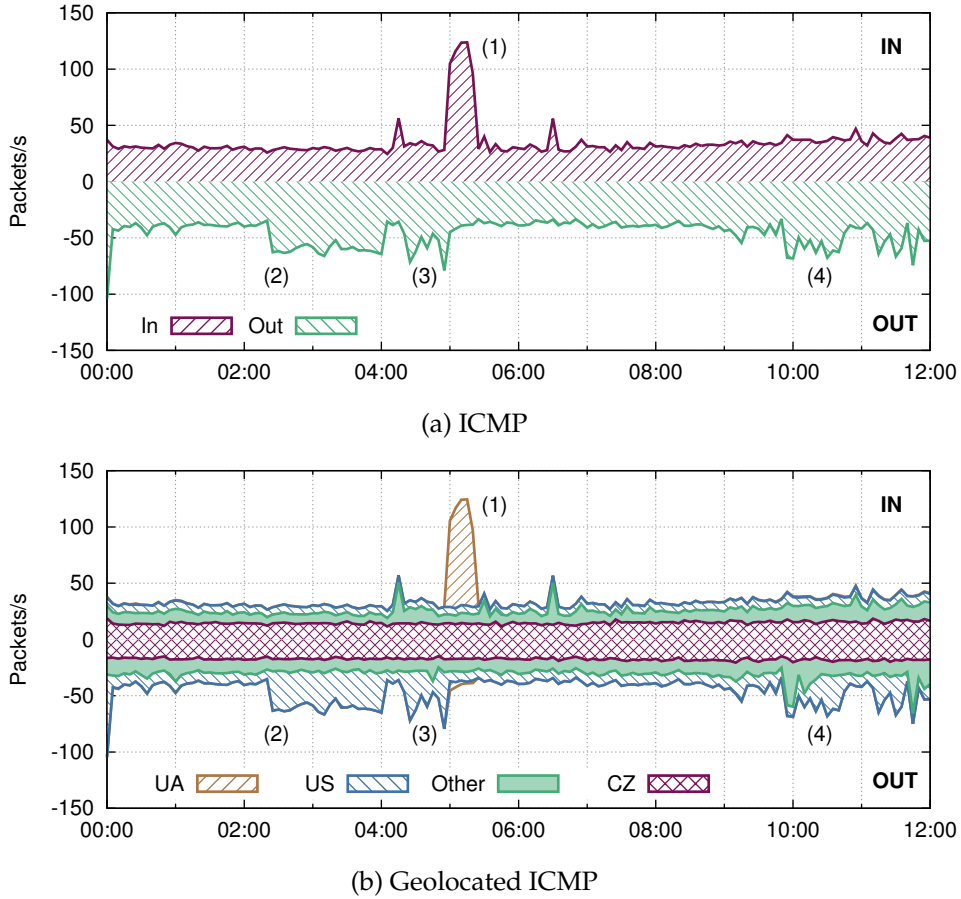 150
(1)
IN
100
50
0
Packets/s
-50
(2)
(3)
(4)
-100
In
Out
OUT
-150
00:00 02:00 04:00 06:00 08:00 10:00 12:00
(a) ICMP
150
(1)
IN
100
50
0
Packets/s
-50
(2)
(3)
(4)
-100
UA US Other CZ
OUT
-150
00:00 02:00 04:00 06:00 08:00 10:00 12:00
(b) Geolocated ICMP